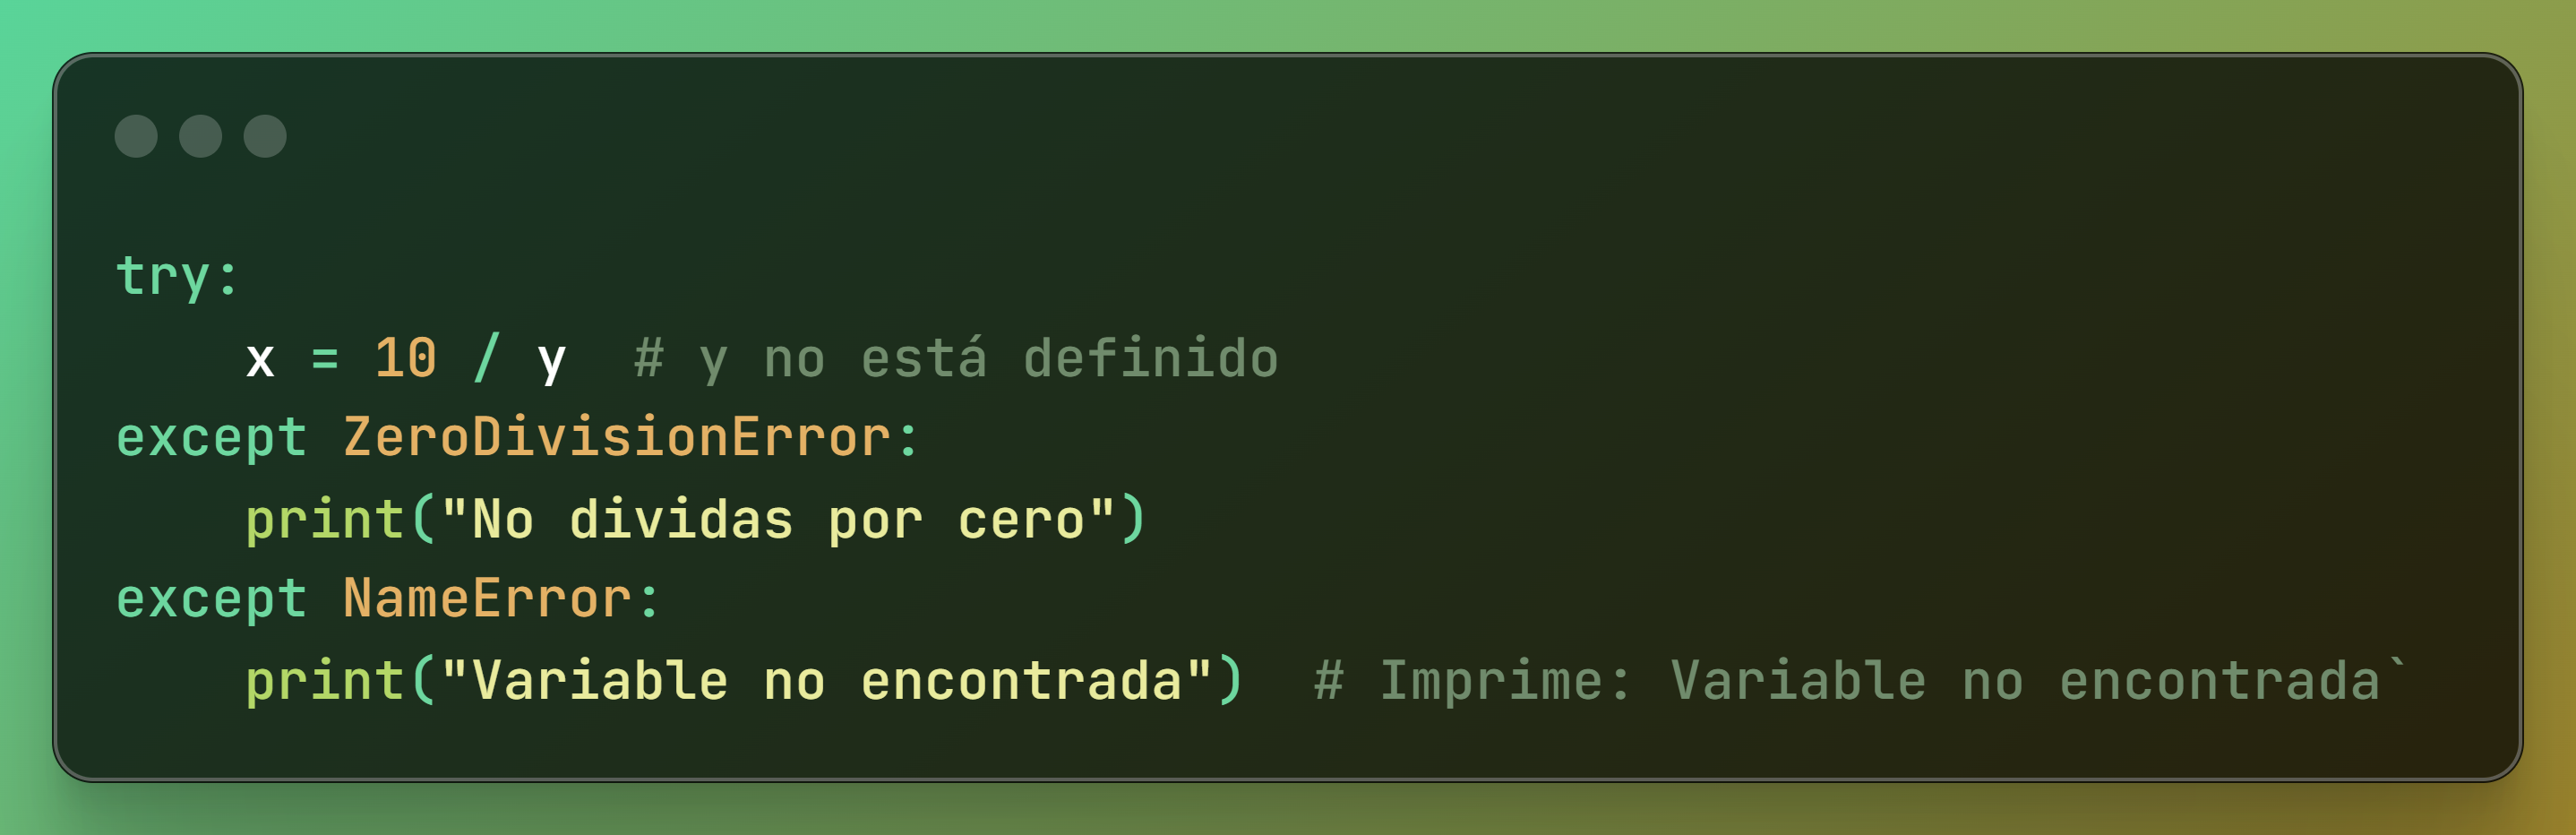 try:
    x = 10 / y  # y no está definido
except ZeroDivisionError:
    print("No dividas por cero")
except NameError:
    print("Variable no encontrada")  # Imprime: Variable no encontrada`